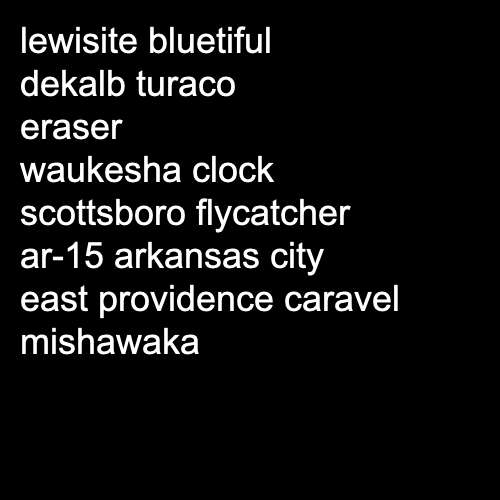 lewisite bluetiful
dekalb turaco
eraser
waukesha clock
scottsboro flycatcher
ar-15 arkansas city
east providence caravel
mishawaka